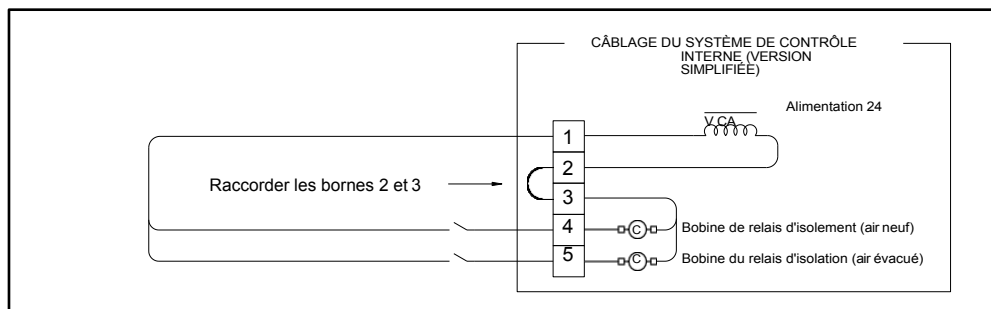 CÂBLAGE DU SYSTÈME DE CONTRÔLE
INTERNE (VERSION
SIMPLIFIÉE)
Alimentation 24
V CA
1
2
Raccorder les bornes 2 et 3
3
4
C
Bobine de relais d'isolement (air neuf)
5
C
Bobine du relais d'isolation (air évacué)